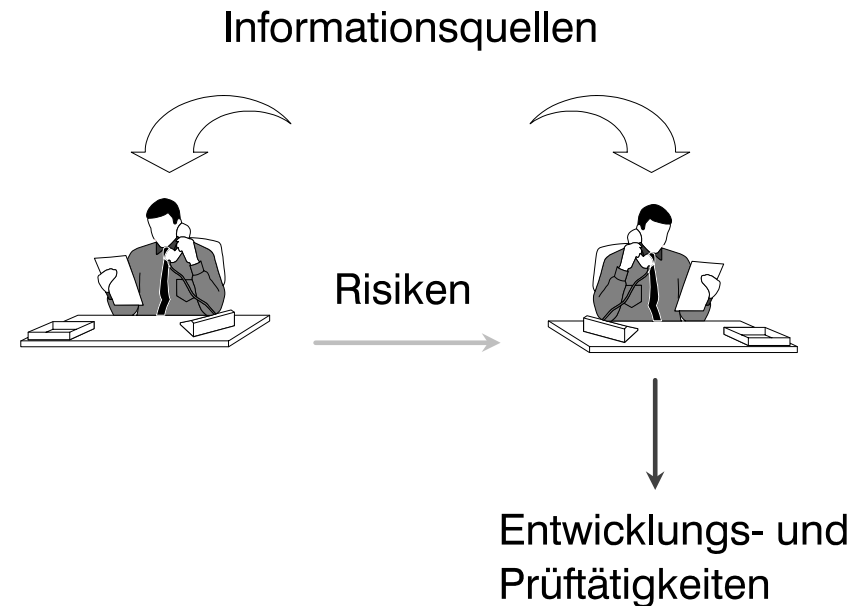 Informationsquellen
Risiken
Entwicklungs- und
Prüftätigkeiten